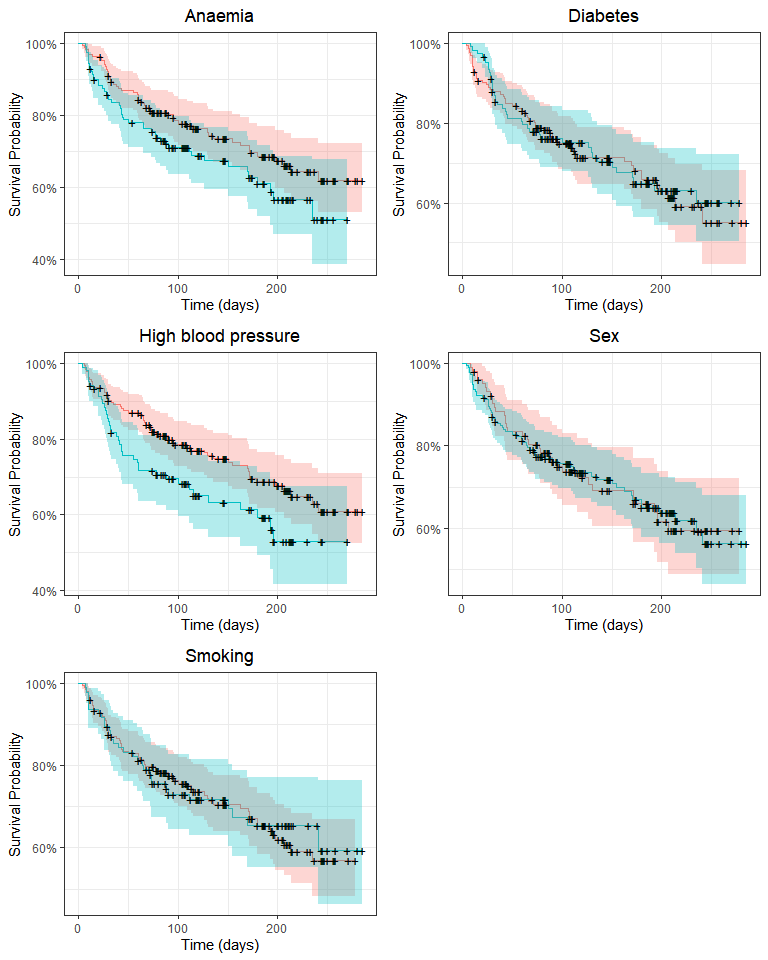 Anaemia
Survival Probability
100%
80%
60%
40%
0 100 200
Time (days)
Diabetes
Survival Probability
100%
80%
60%
0 100 200
Time (days)
High blood pressure
Survival Probability
100%
80%
60%
40%
0 100 200
Time (days)
Sex
Survival Probability
100%
80%
60%
0 100 200
Time (days)
Smoking
Survival Probability
100%
80%
60%
0 100 200
Time (days)